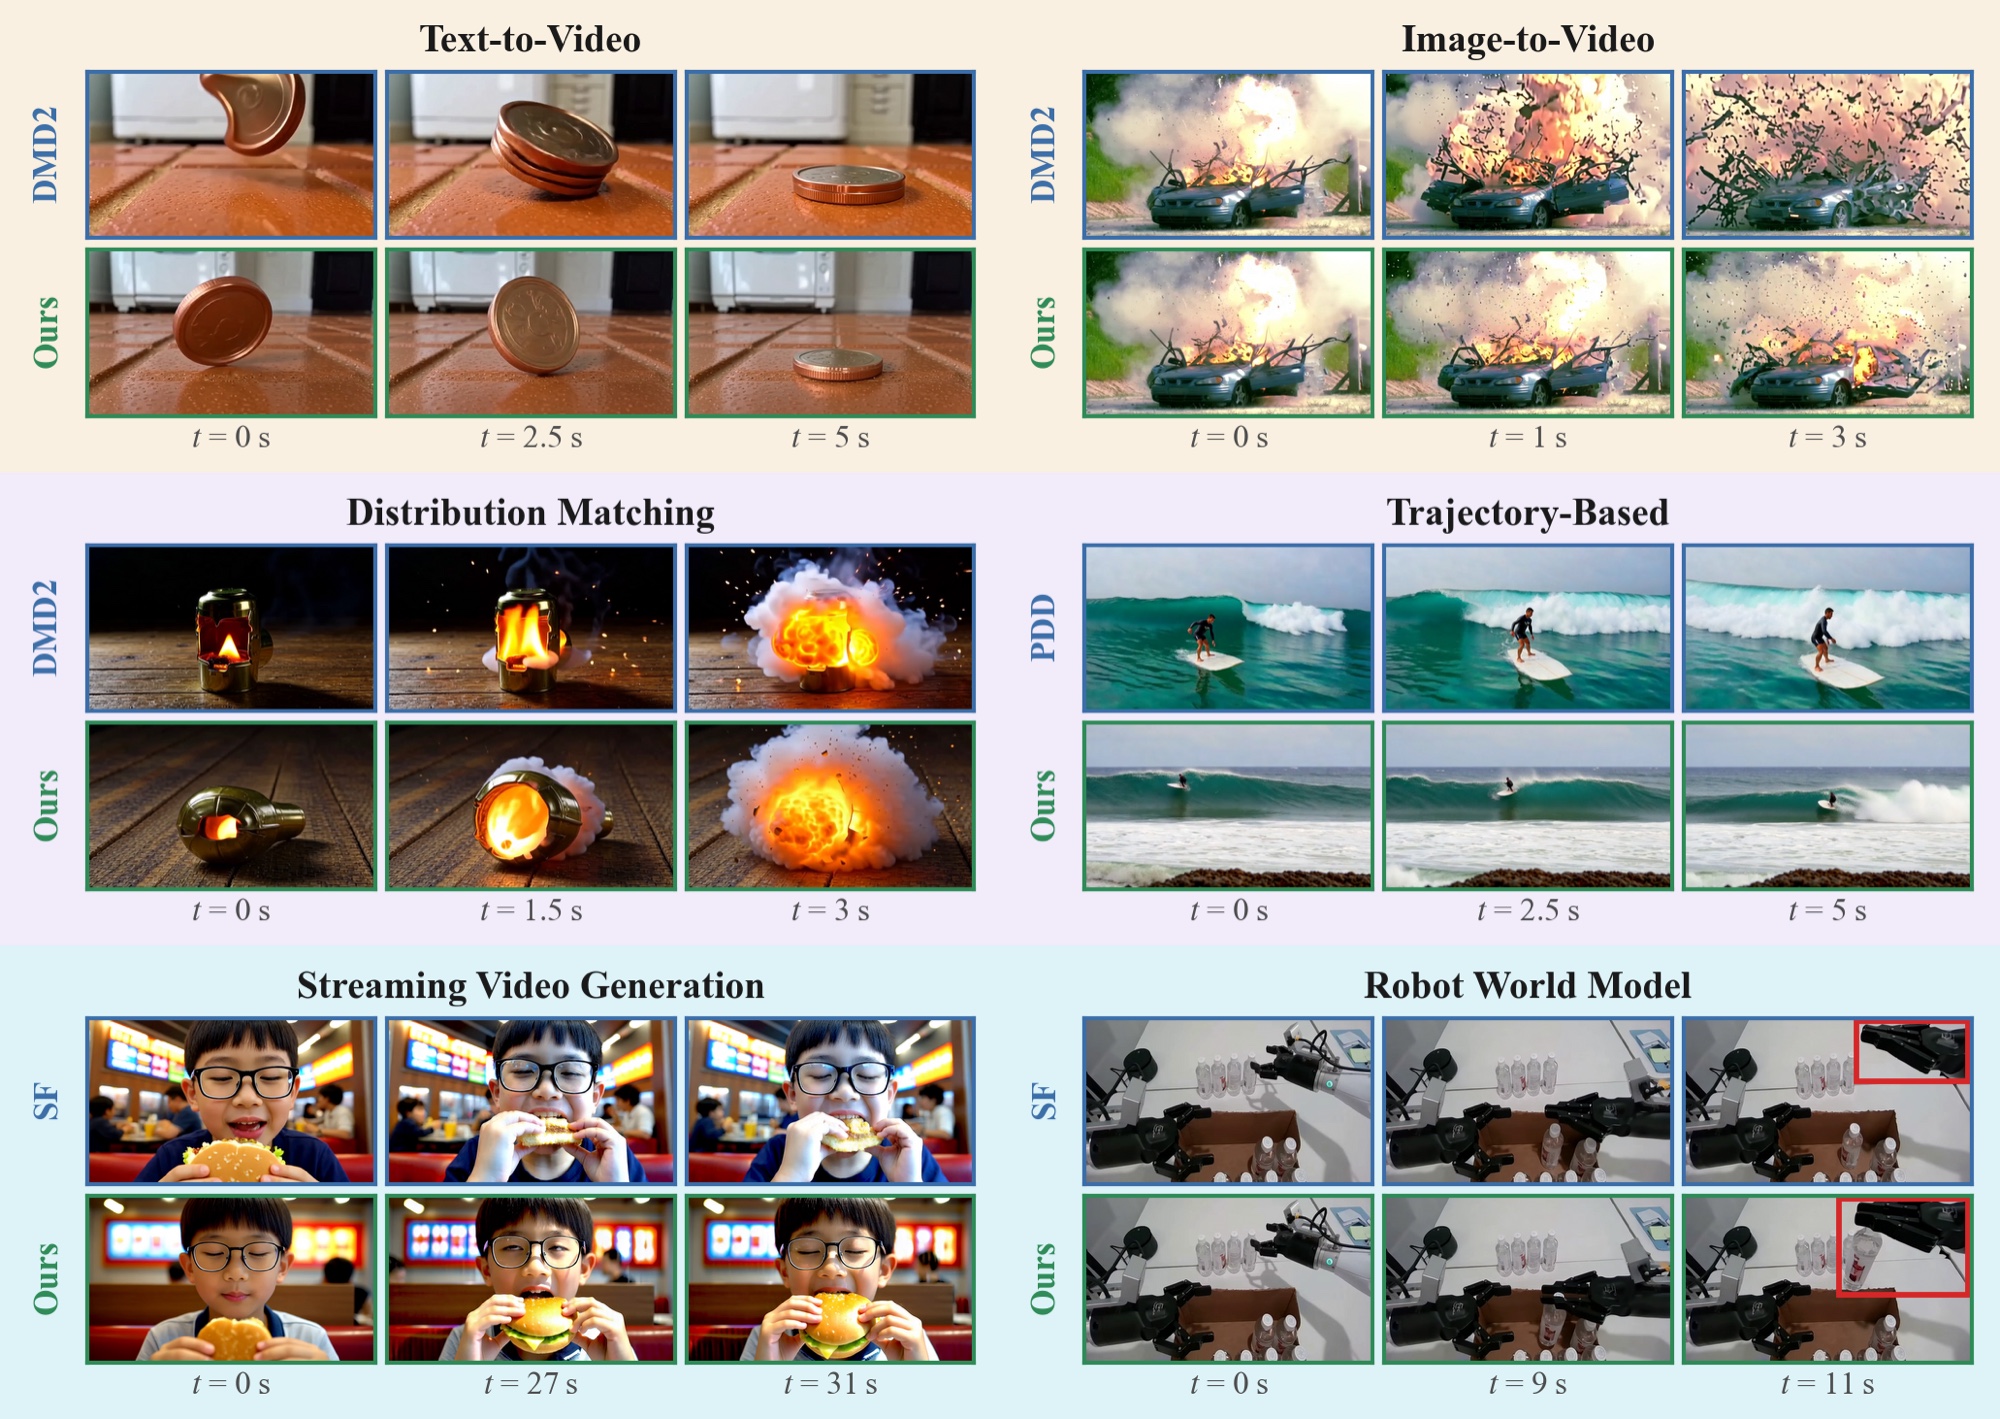 Text-to-Video
DMD2
Ours
t = 0 s
t = 2.5 s
t = 5 s
Image-to-Video
DMD2
Ours
t = 0 s
t = 1 s
t = 3 s
Distribution Matching
DMD2
Ours
t = 0 s
t = 1.5 s
t = 3 s
Trajectory-Based
PDD
Ours
t = 0 s
t = 2.5 s
t = 5 s
Streaming Video Generation
SF
Ours
t = 0 s
t = 27 s
t = 31 s
Robot World Model
SF
Ours
t = 0 s
t = 9 s
t = 11 s